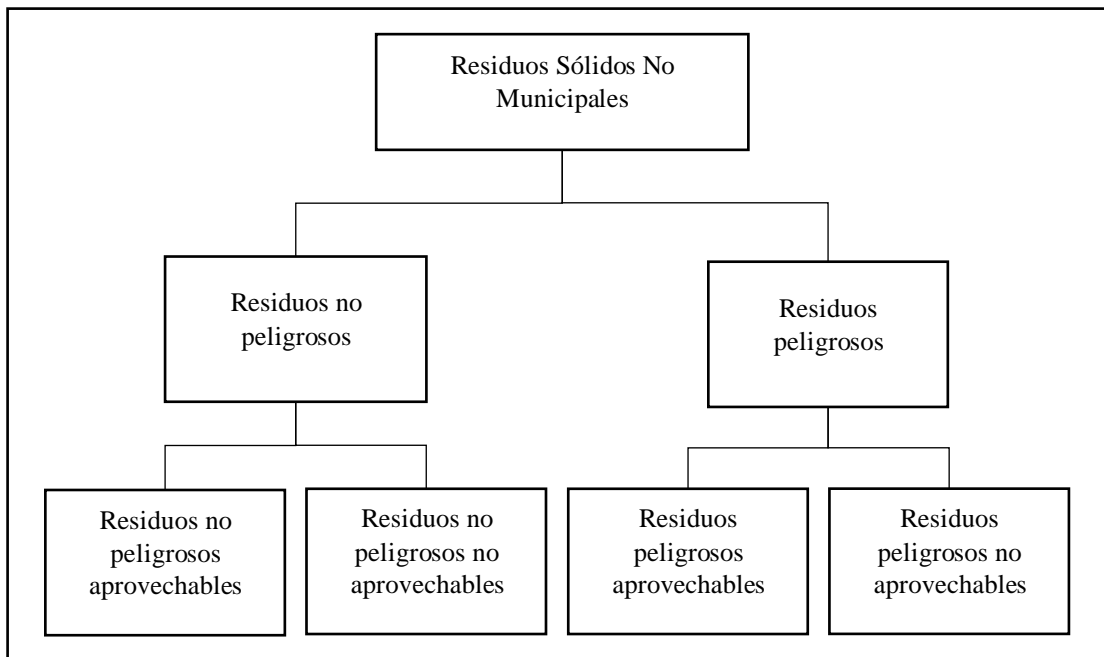 Residuos Sólidos No
Municipales
Residuos no
peligrosos
Residuos
peligrosos
Residuos no
peligrosos
aprovechables
Residuos no
peligrosos no
aprovechables
Residuos
peligrosos
aprovechables
Residuos
peligrosos no
aprovechables